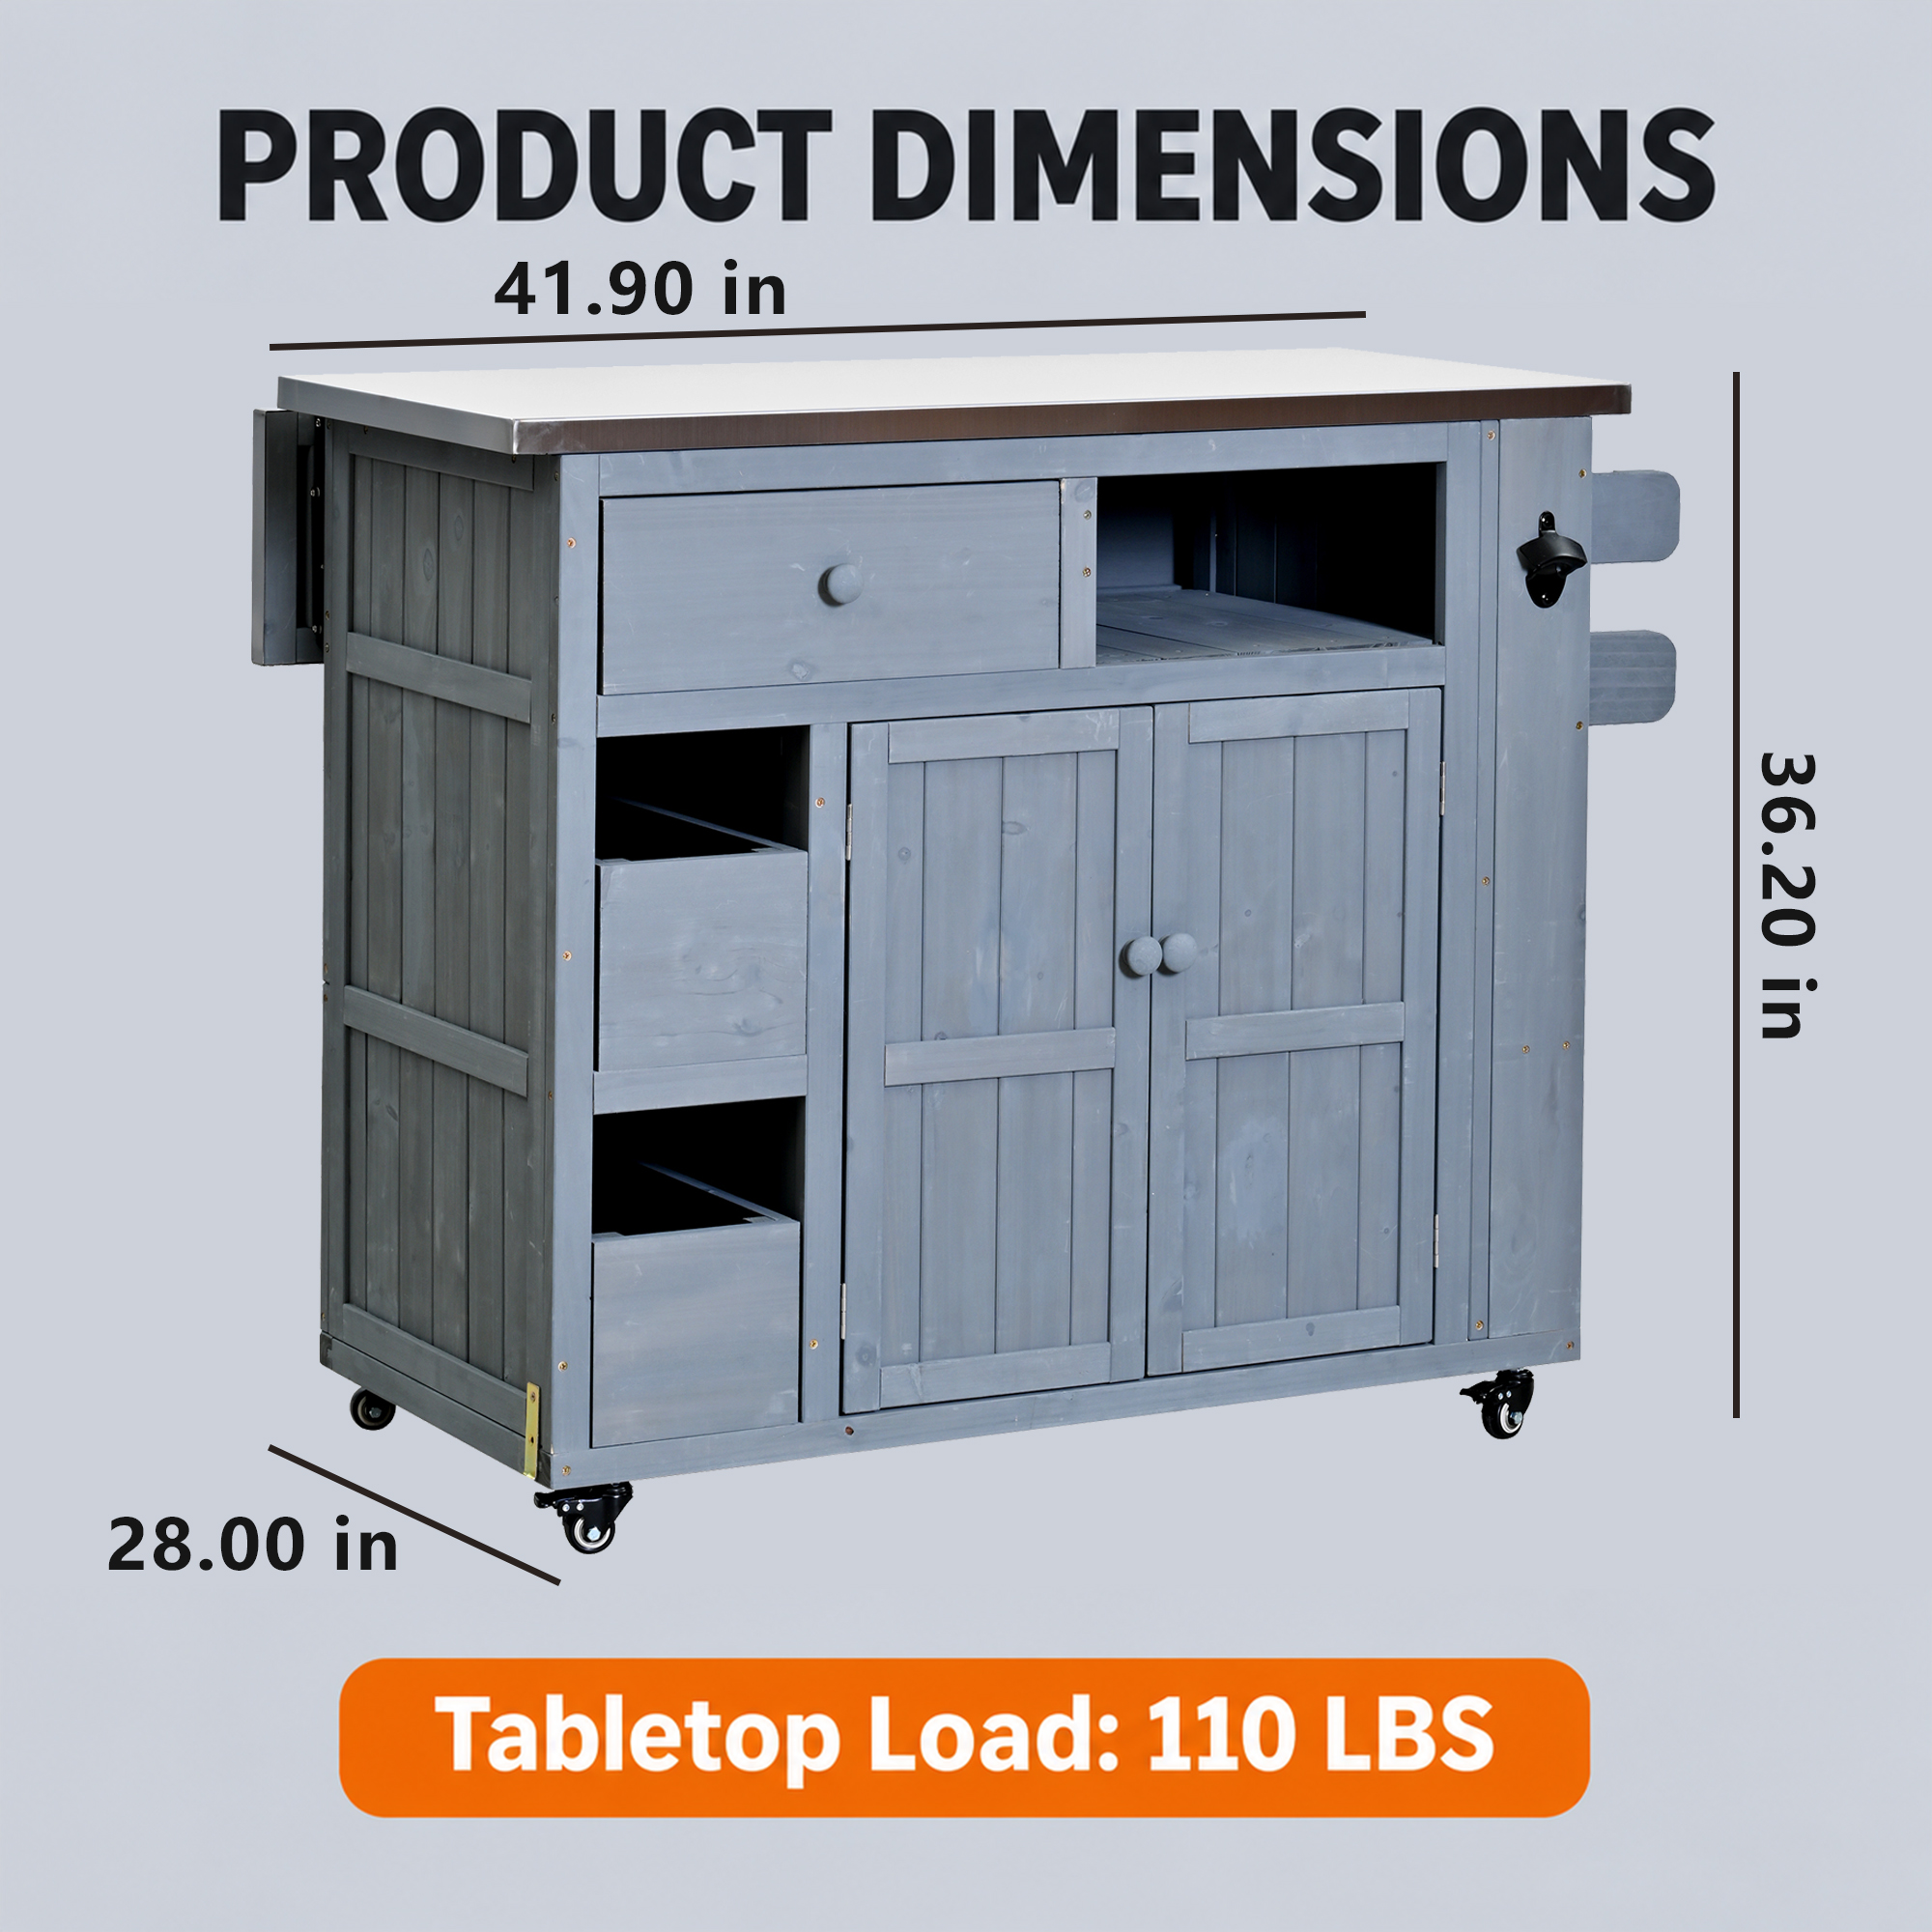 PRODUCT DIMENSIONS
41.90 in
36.20 in
28.00 in
Tabletop Load: 110 LBS